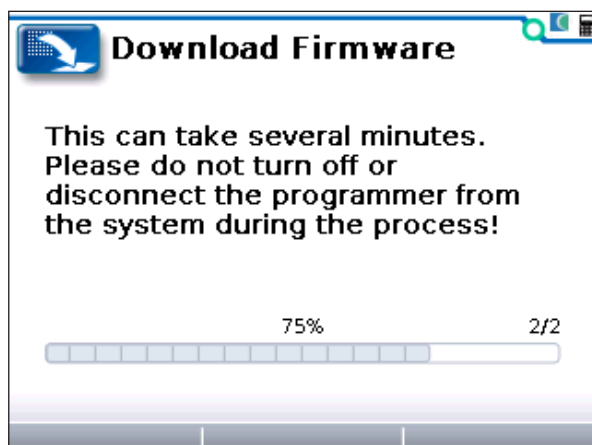 Download Firmware
This can take several minutes.
Please do not turn off or
disconnect the programmer from
the system during the process!
75%
2/2